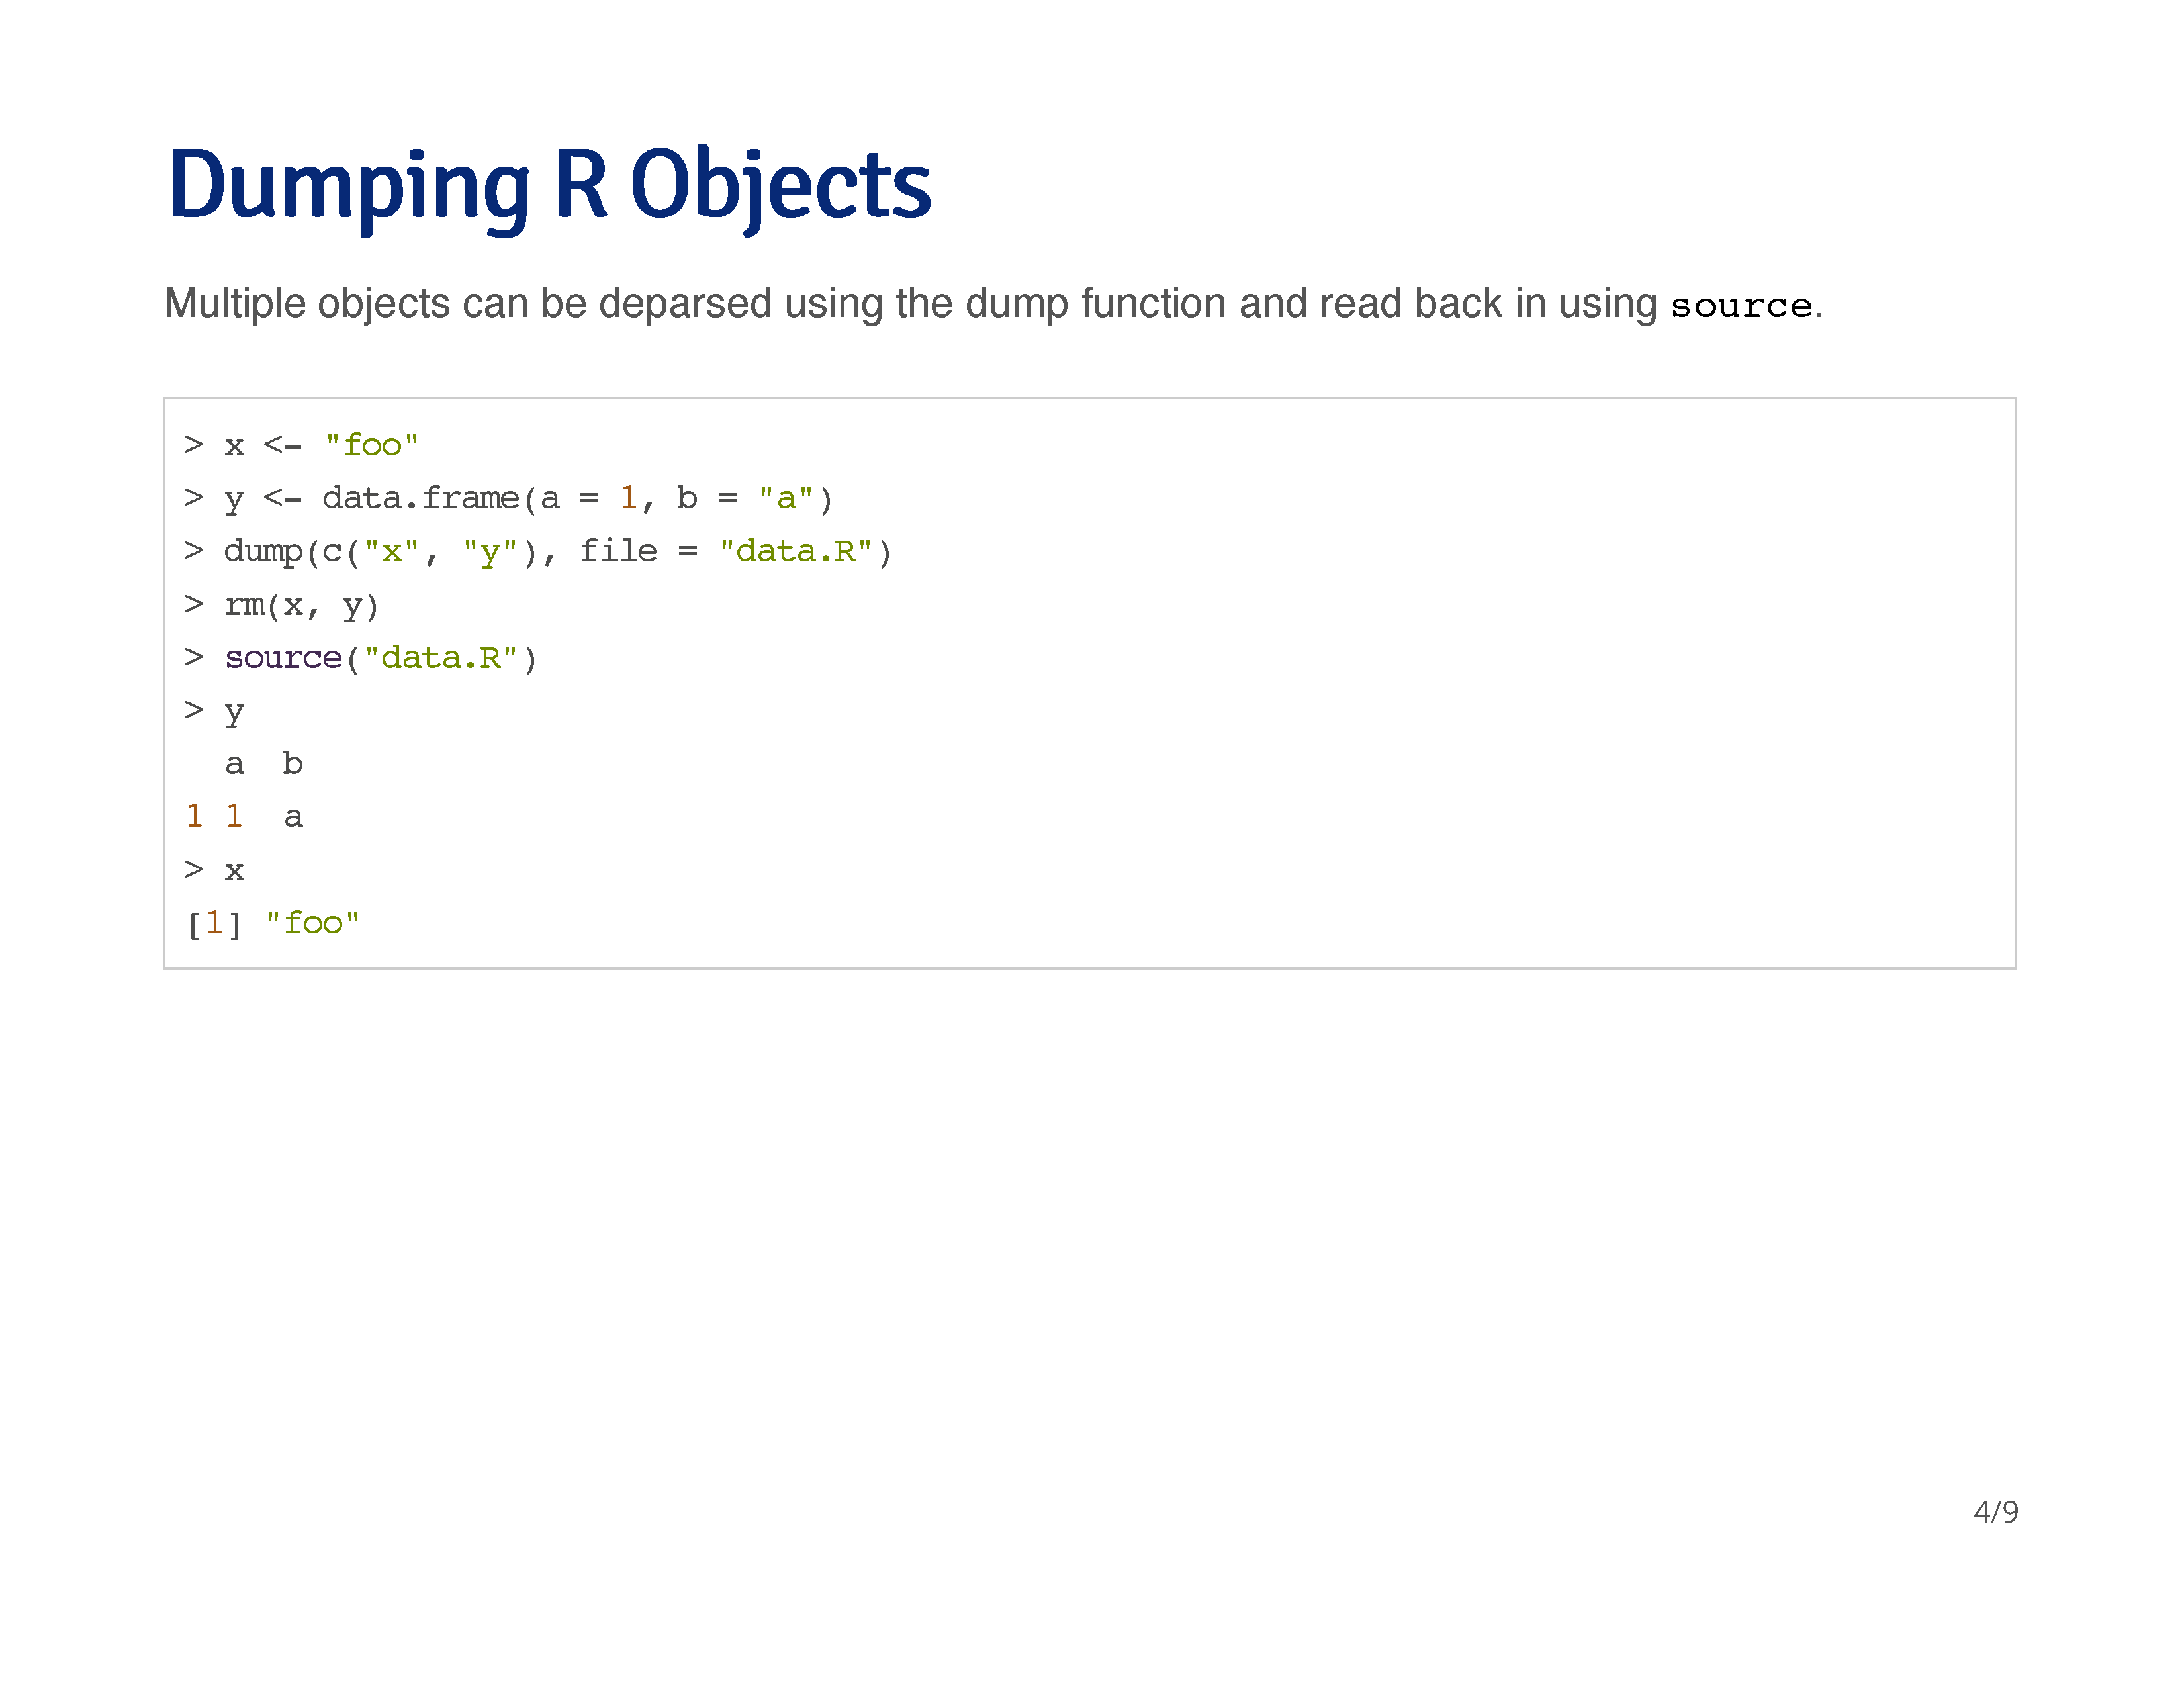 Dumping R Objects
Multiple objects can be deparsed using the dump function and read back in using source.
> x <- "foo"
> y <- data.frame(a = 1, b = "a")
> dump(c("x", "y"), file = "data.R")
> rm(x, y)
> source("data.R")
> y
  a  b
1 1  a
> x
[1] "foo"
4/9